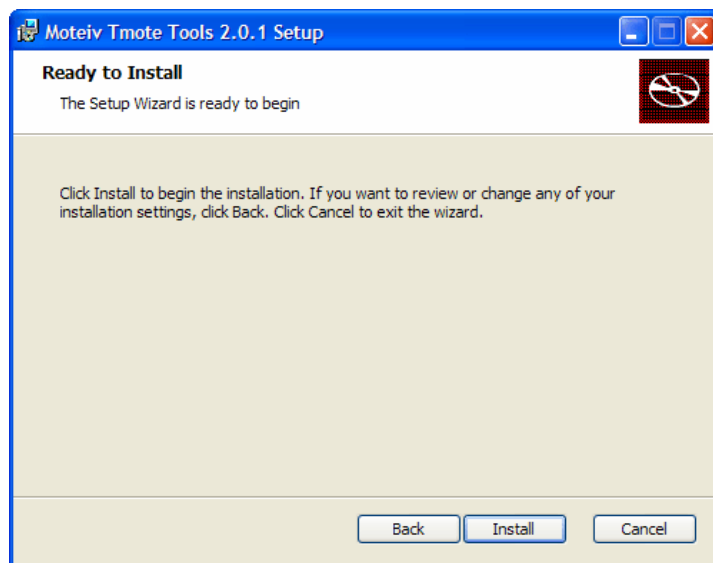 Moteiv Tmote Tools 2.0.1 Setup
Ready to Install
The Setup Wizard is ready to begin
Click Install to begin the installation. If you want to review or change any of your
installation settings, click Back. Click Cancel to exit the wizard.
Back Install Cancel